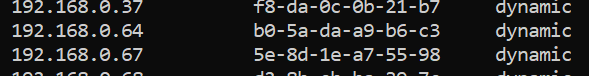 192.168.0.37 f8-da-0c-0b-21-b7 dynamic
192.168.0.64 b0-5a-da-a9-b6-c3 dynamic
192.168.0.67 5e-8d-1e-a7-55-98 dynamic